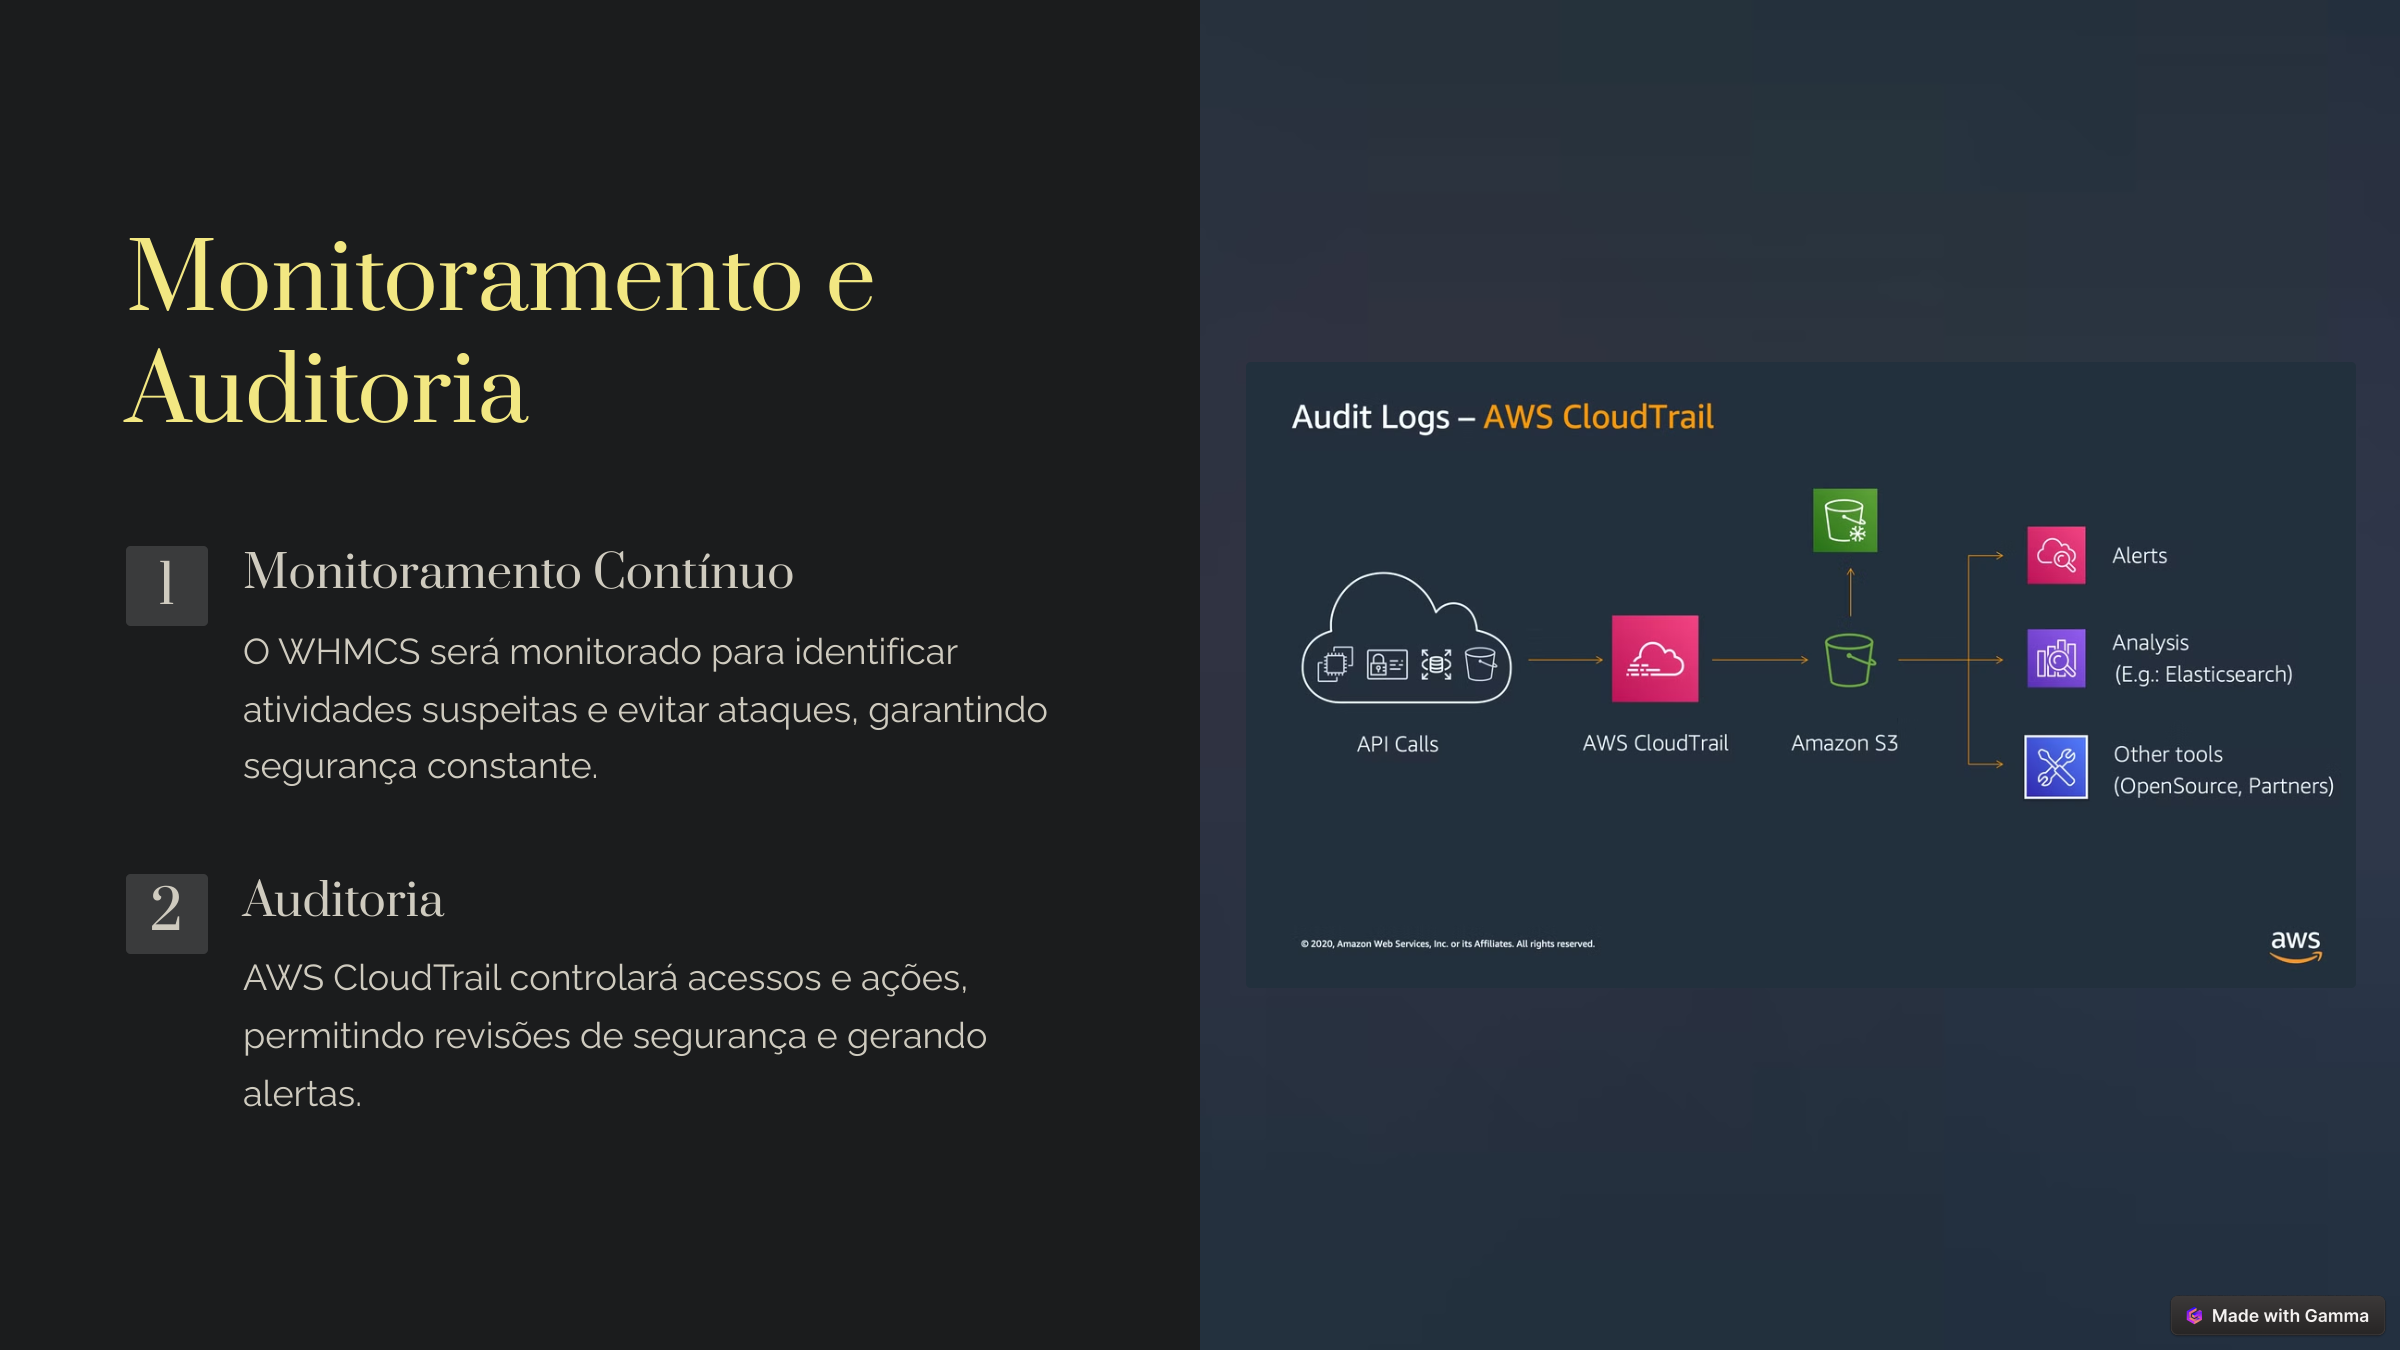 Monitoramento e
Auditoria
1
Monitoramento Contínuo
O WHMCS será monitorado para identificar
atividades suspeitas e evitar ataques, garantindo
segurança constante.
2
Auditoria
AWS CloudTrail controlará acessos e ações,
permitindo revisões de segurança e gerando
alertas.
Audit Logs – AWS CloudTrail
API Calls
AWS CloudTrail
Amazon S3
Alerts
Analysis
(E.g.: Elasticsearch)
Other tools
(OpenSource, Partners)
© 2020, Amazon Web Services, Inc. or its Affiliates. All rights reserved.
aws
Made with Gamma